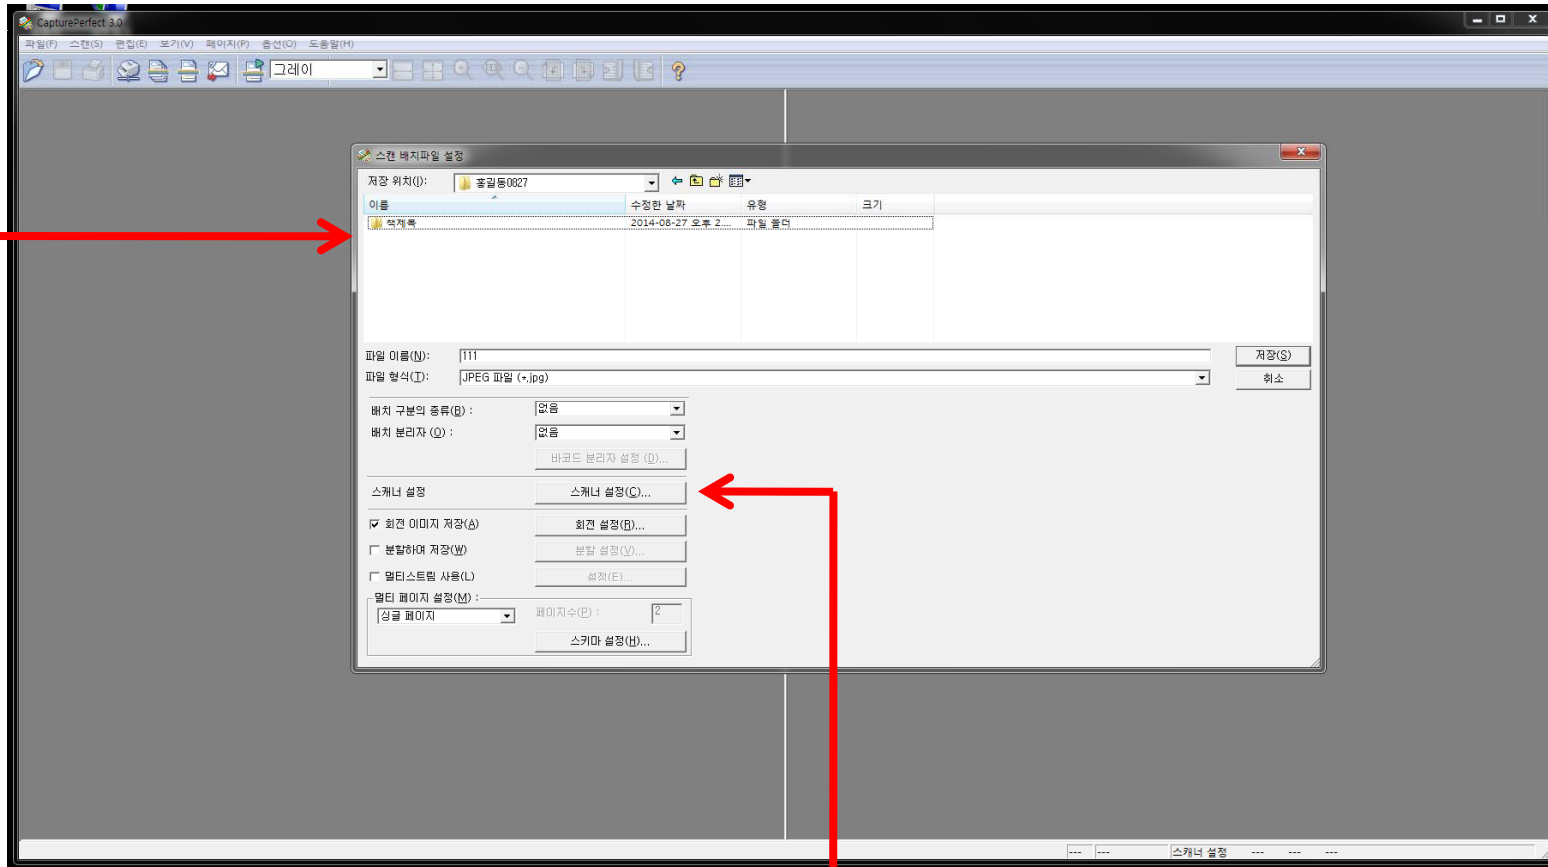 CapturePerfect 3.0
파일(F) 스캔(S) 편집(E) 보기(V) 페이지(P) 옵션(O) 도움말(H)
그레이
스캔 배치파일 설정
저장 위치(I): 홍길동0827
이름 수정한 날짜 유형 크기
책제목 2014-08-27 오후 2.... 파일 폴더
파일 이름(N): 111 저장(S)
파일 형식(T): JPEG 파일 (*.jpg) 취소
배치 구분의 종류(B) : 없음
배치 분리자 (O) : 없음
바코드 분리자 설정 (D)...
스캐너 설정 스캐너 설정(C)...
회전 이미지 저장(A) 회전 설정(R)...
분할하여 저장(W) 분할 설정(V)...
멀티스트림 사용(L) 설정(E)...
멀티 페이지 설정(M) :
싱글 페이지 페이지수(P) : 2
스키마 설정(H)...
--- --- 스캐너 설정 --- --- ---